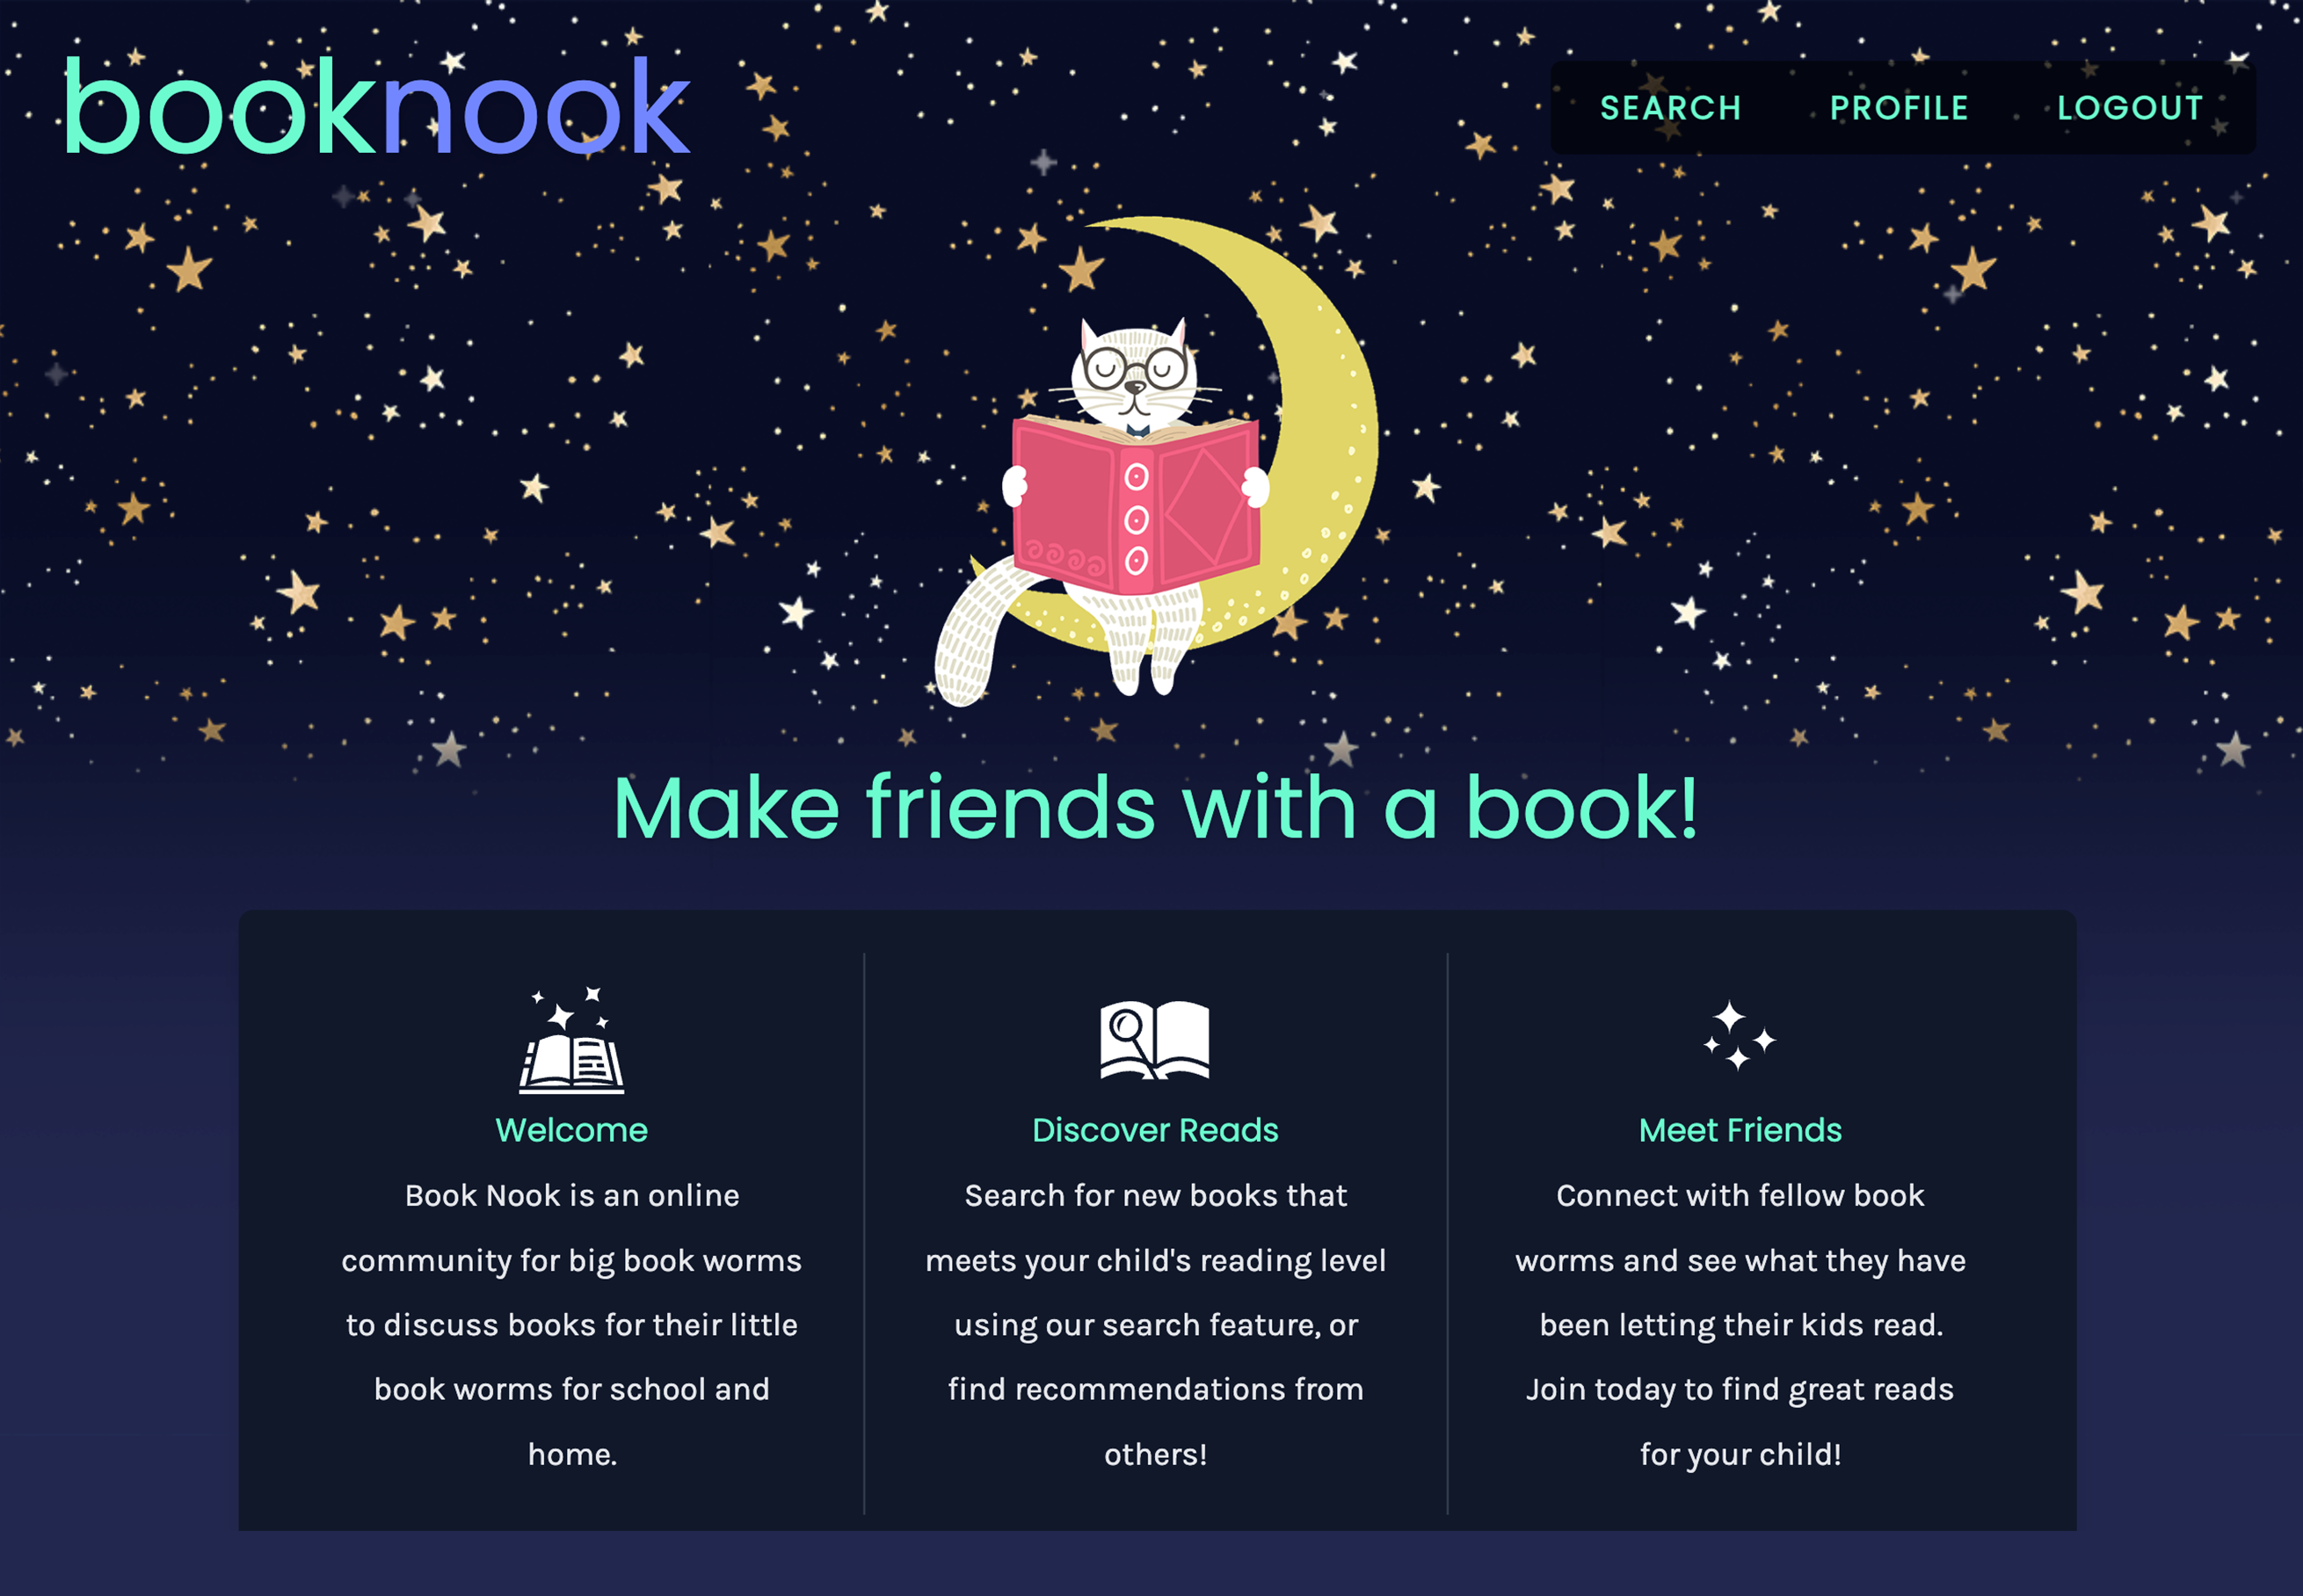 booknook
SEARCH PROFILE LOGOUT
Make friends with a book!
Welcome
Book Nook is an online
community for big book worms
to discuss books for their little
book worms for school and
home.
Discover Reads
Search for new books that
meets your child's reading level
using our search feature, or
find recommendations from
others!
Meet Friends
Connect with fellow book
worms and see what they have
been letting their kids read.
Join today to find great reads
for your child!